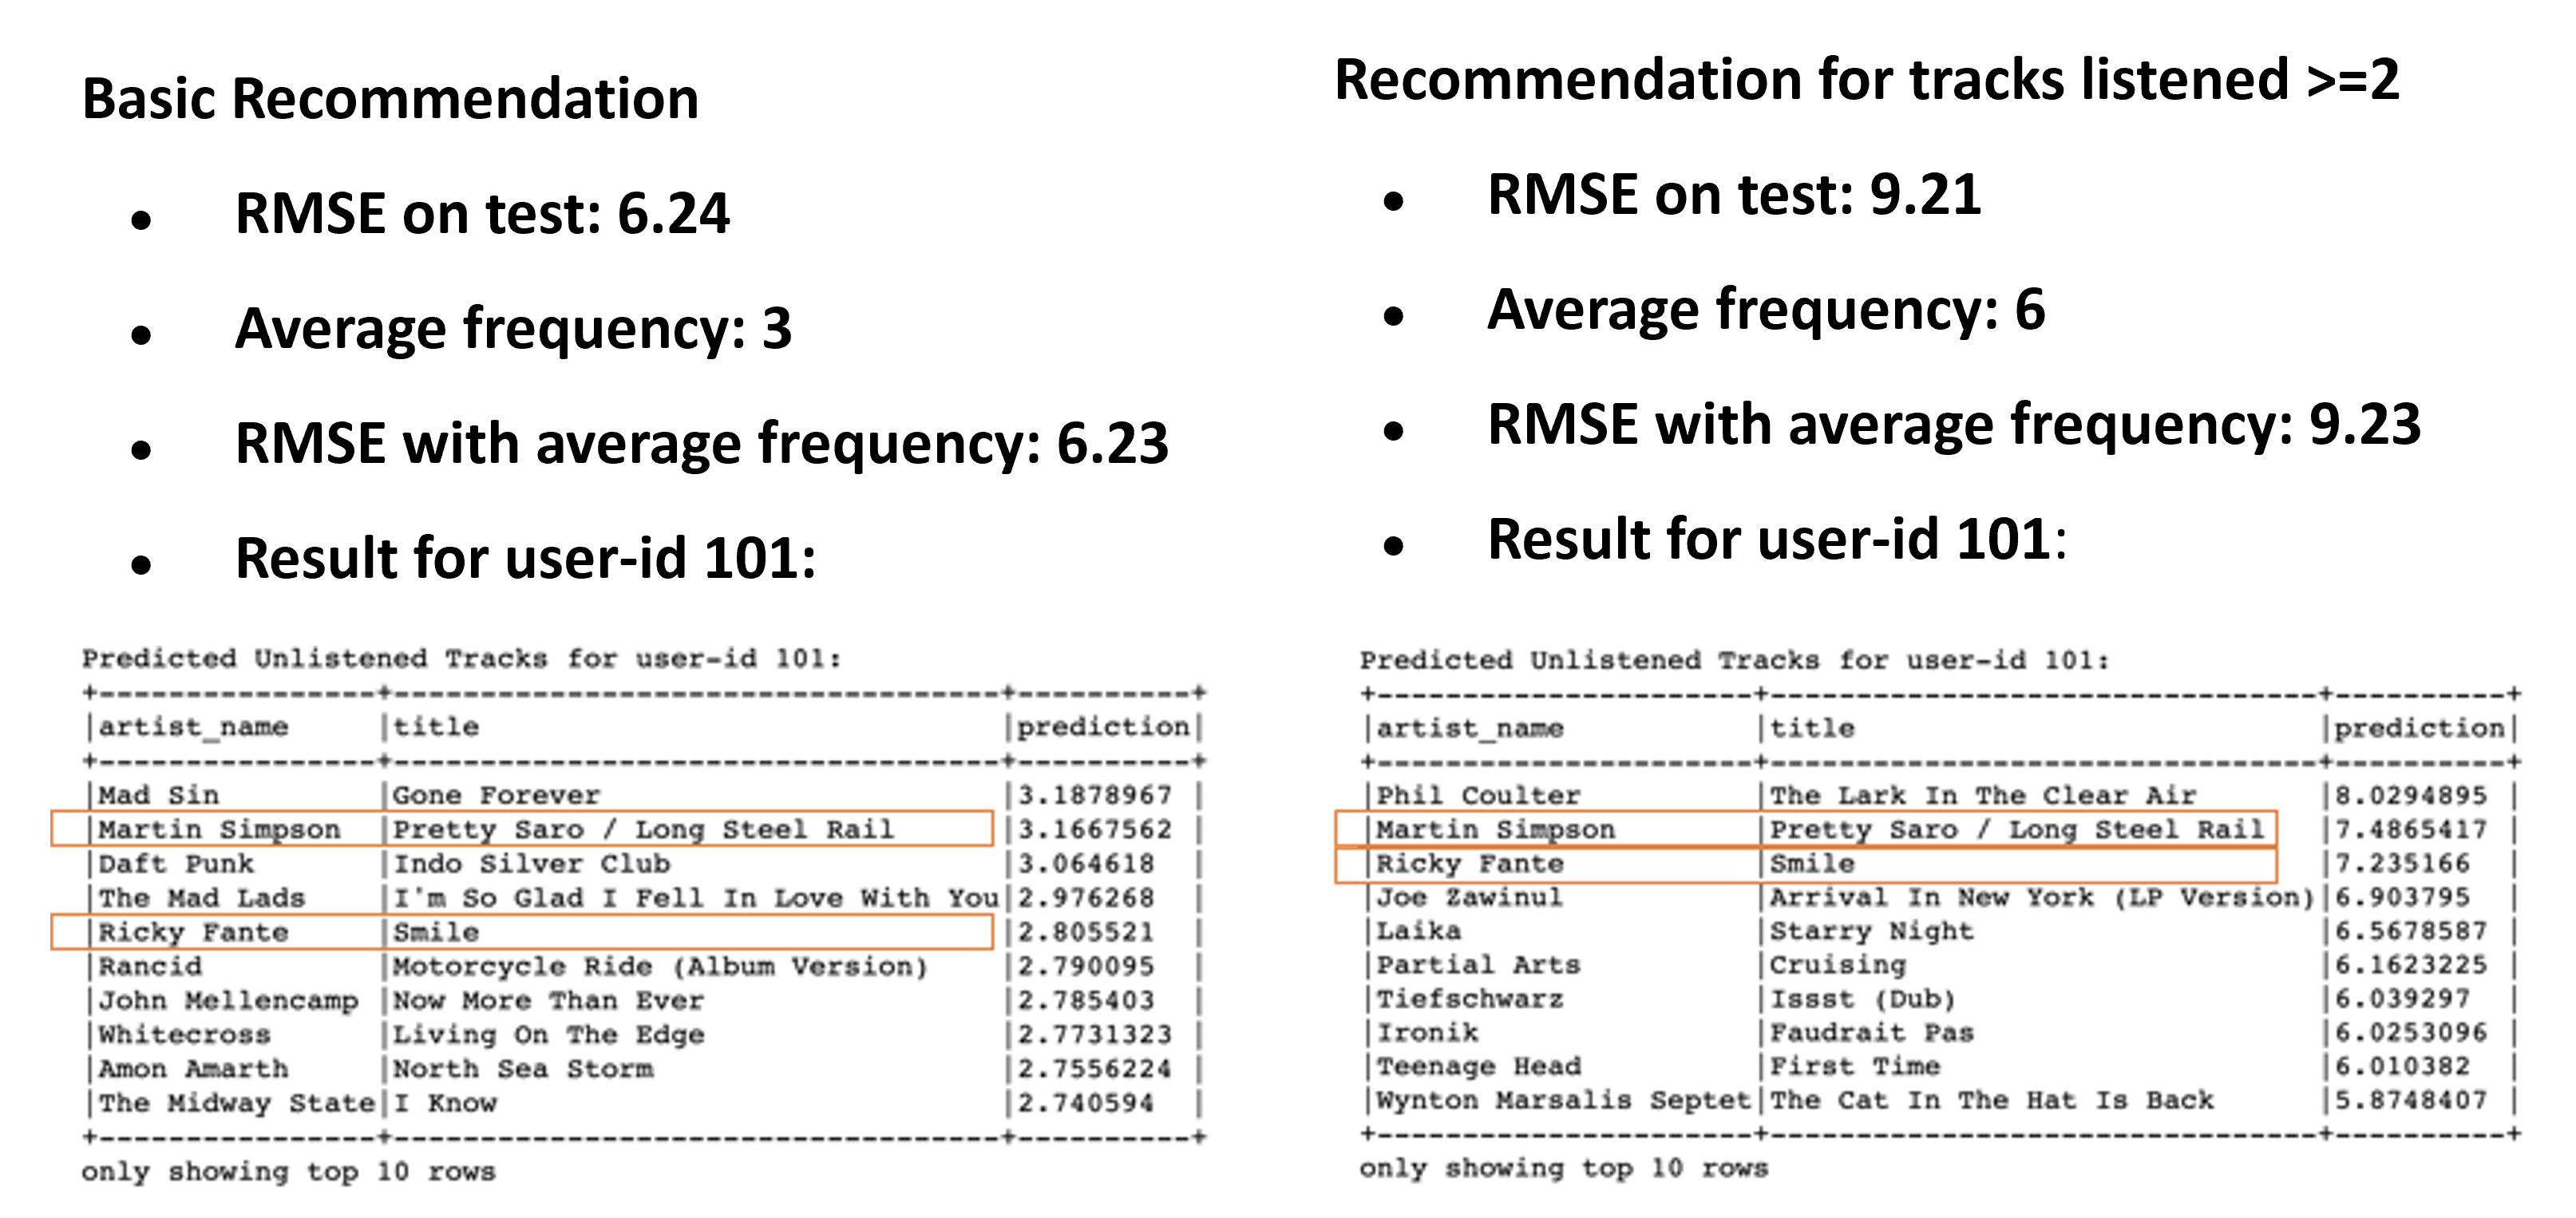 Basic Recommendation
• RMSE on test: 6.24
• Average frequency: 3
• RMSE with average frequency: 6.23
• Result for user-id 101:
Predicted Unlistened Tracks for user-id 101:
+----------------+-----------------------------------+----------+
|artist_name     |title                              |prediction|
+----------------+-----------------------------------+----------+
|Mad Sin         |Gone Forever                       |3.1878967 |
|Martin Simpson  |Pretty Saro / Long Steel Rail      |3.1667562 |
|Daft Punk       |Indo Silver Club                   |3.064618  |
|The Mad Lads    |I'm So Glad I Fell In Love With You|2.976268  |
|Ricky Fante     |Smile                              |2.805521  |
|Rancid          |Motorcycle Ride (Album Version)    |2.790095  |
|John Mellencamp |Now More Than Ever                 |2.785403  |
|Whitecross      |Living On The Edge                 |2.7731323 |
|Amon Amarth     |North Sea Storm                    |2.7556224 |
|The Midway State|I Know                             |2.740594  |
+----------------+-----------------------------------+----------+
only showing top 10 rows
Recommendation for tracks listened >=2
• RMSE on test: 9.21
• Average frequency: 6
• RMSE with average frequency: 9.23
• Result for user-id 101:
Predicted Unlistened Tracks for user-id 101:
+----------------------+--------------------------------+----------+
|artist_name           |title                           |prediction|
+----------------------+--------------------------------+----------+
|Phil Coulter          |The Lark In The Clear Air       |8.0294895 |
|Martin Simpson        |Pretty Saro / Long Steel Rail   |7.4865417 |
|Ricky Fante           |Smile                           |7.235166  |
|Joe Zawinul           |Arrival In New York (LP Version)|6.903795  |
|Laika                 |Starry Night                    |6.5678587 |
|Partial Arts          |Cruising                        |6.1623225 |
|Tiefschwarz           |Issst (Dub)                     |6.039297  |
|Ironik                |Faudrait Pas                    |6.0253096 |
|Teenage Head          |First Time                      |6.010382  |
|Wynton Marsalis Septet|The Cat In The Hat Is Back      |5.8748407 |
+----------------------+--------------------------------+----------+
only showing top 10 rows